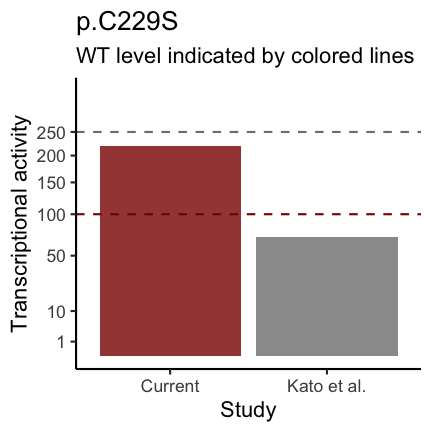 p.C229S
WT level indicated by colored lines
Transcriptional activity
250
200
150
100
50
10
1
Current
Kato et al.
Study